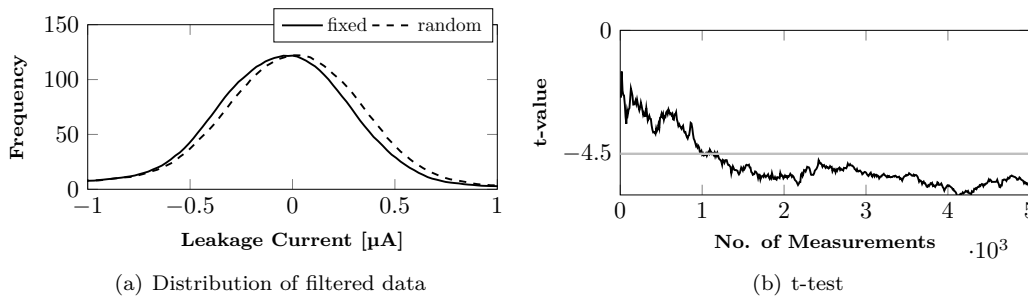 fixed
random
150
100
50
0
Frequency
−1
−0.5
0
0.5
1
Leakage Current [µA]
(a) Distribution of filtered data
0
−4.5
t-value
0
1
2
3
4
5
·10³
No. of Measurements
(b) t-test